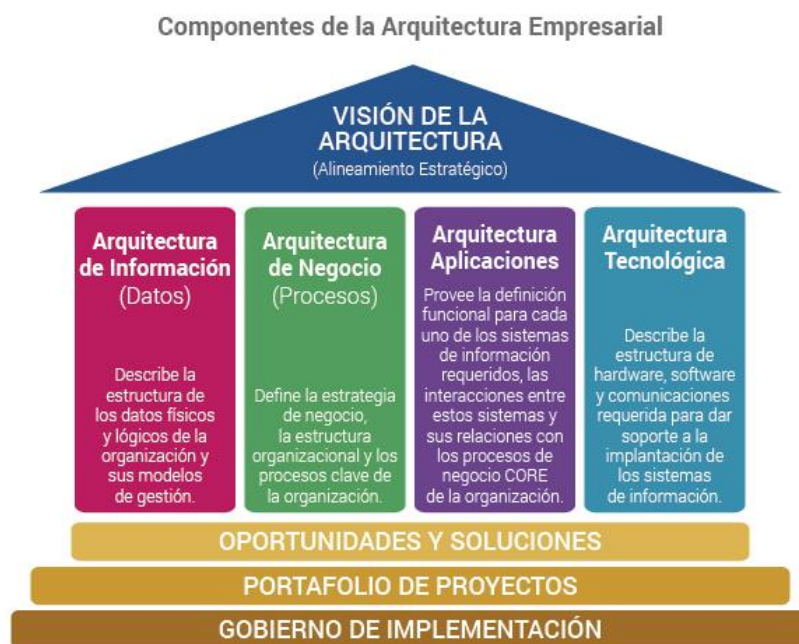 Componentes de la Arquitectura Empresarial
VISIÓN DE LA
ARQUITECTURA
(Alineamiento Estratégico)
Arquitectura
de Información
(Datos)
Describe la
estructura de
los datos físicos
y lógicos de la
organización y
sus modelos
de gestión.
Arquitectura
de Negocio
(Procesos)
Define la estrategia
de negocio,
la estructura
organizacional y los
procesos clave de
la organización.
Arquitectura
Aplicaciones
Provee la definición
funcional para cada
uno de los sistemas
de información
requeridos, las
interacciones entre
estos sistemas y
sus relaciones con
los procesos de
negocio CORE
de la organización.
Arquitectura
Tecnológica
Describe la
estructura de
hardware, software
y comunicaciones
requerida para dar
soporte a la
implantación de
los sistemas
de información.
OPORTUNIDADES Y SOLUCIONES
PORTAFOLIO DE PROYECTOS
GOBIERNO DE IMPLEMENTACIÓN